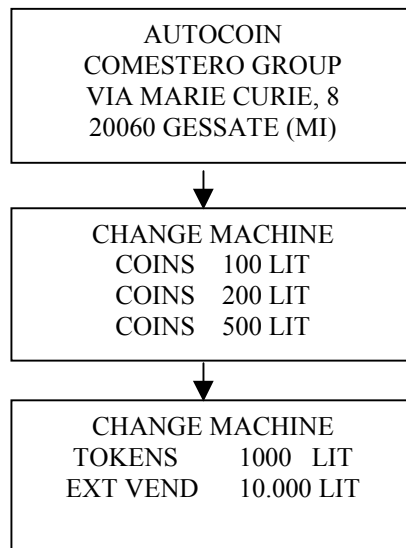 AUTOCOIN
COMESTERO GROUP
VIA MARIE CURIE, 8
20060 GESSATE (MI)
CHANGE MACHINE
COINS 100 LIT
COINS 200 LIT
COINS 500 LIT
CHANGE MACHINE
TOKENS 1000 LIT
EXT VEND 10.000 LIT